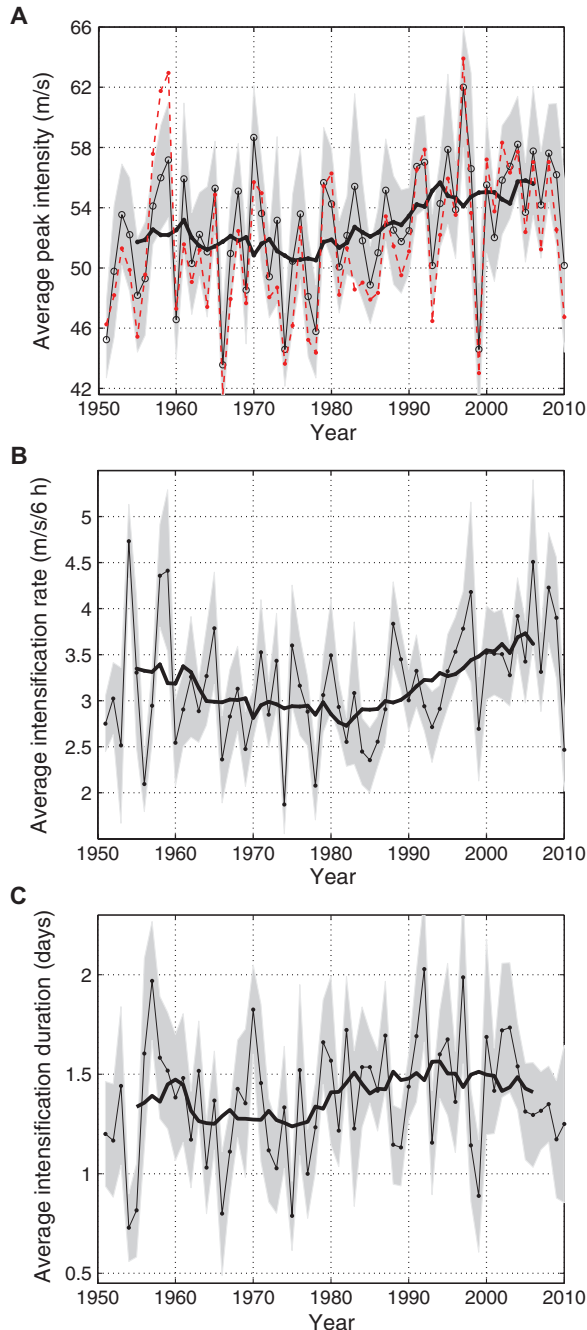 A
Average peak intensity (m/s)
66
62
58
54
50
46
42
1950 1960 1970 1980 1990 2000 2010
Year
B
Average intensification rate (m/s/6 h)
5
4.5
4
3.5
3
2.5
2
1950 1960 1970 1980 1990 2000 2010
Year
C
Average intensification duration (days)
2
1.5
1
0.5
1950 1960 1970 1980 1990 2000 2010
Year